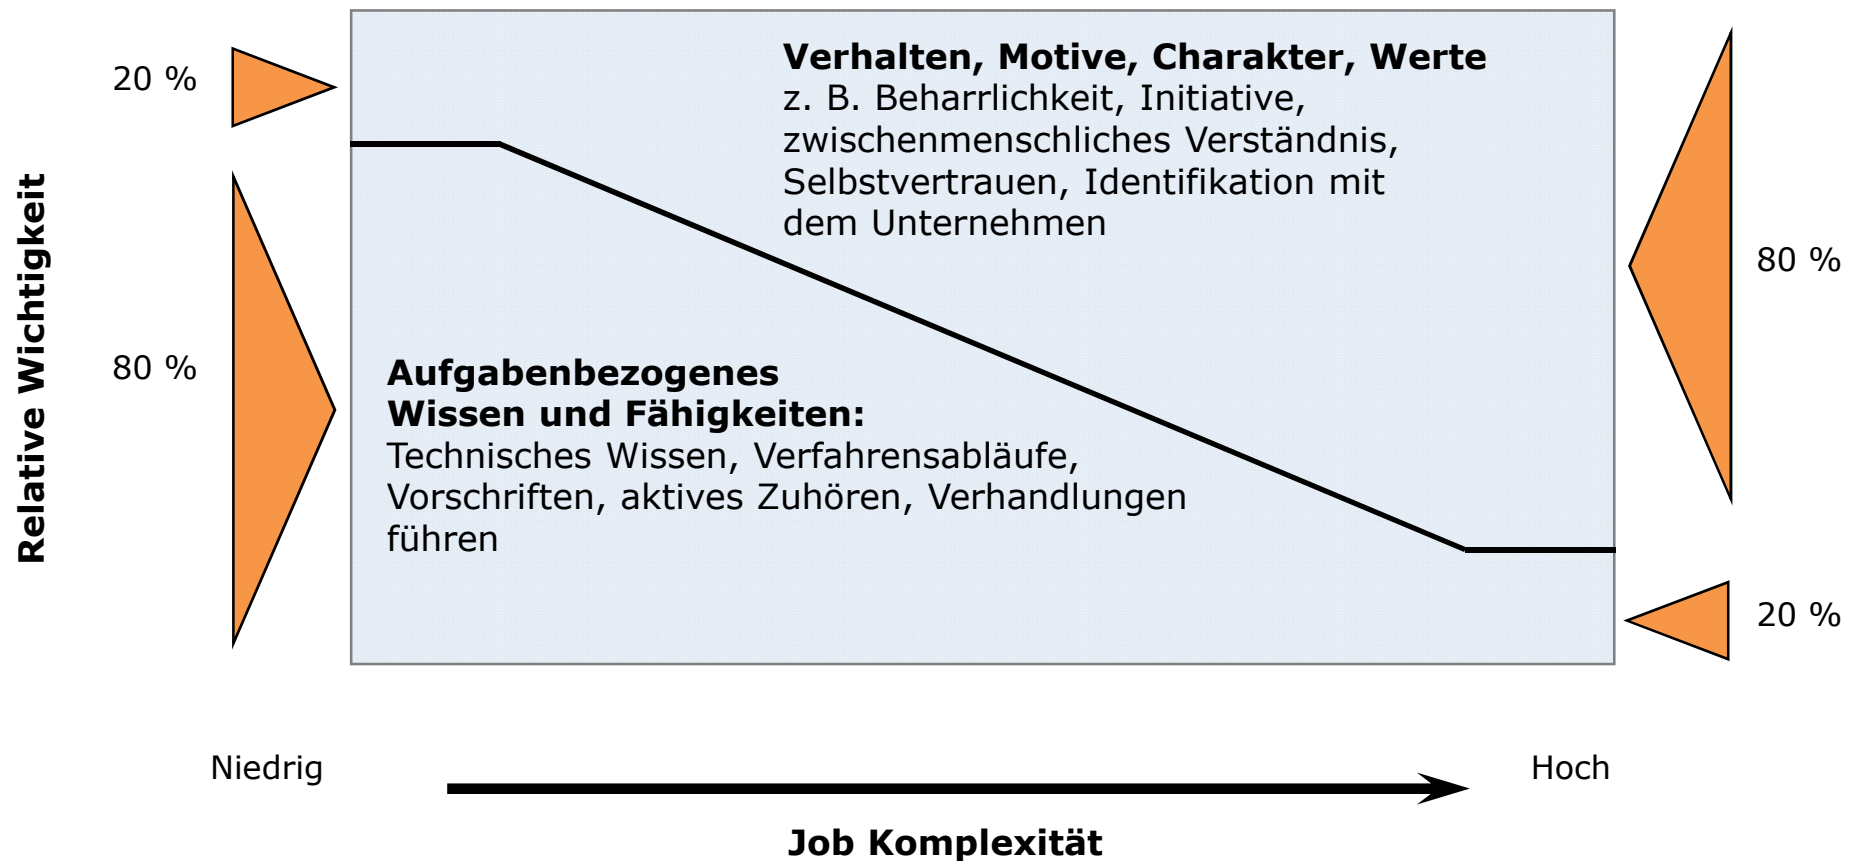 20 %
Verhalten, Motive, Charakter, Werte
z. B. Beharrlichkeit, Initiative,
zwischenmenschliches Verständnis,
Selbstvertrauen, Identifikation mit
dem Unternehmen
80 %
Relative Wichtigkeit
80 %
Aufgabenbezogenes
Wissen und Fähigkeiten:
Technisches Wissen, Verfahrensabläufe,
Vorschriften, aktives Zuhören, Verhandlungen
führen
20 %
Niedrig
Hoch
Job Komplexität